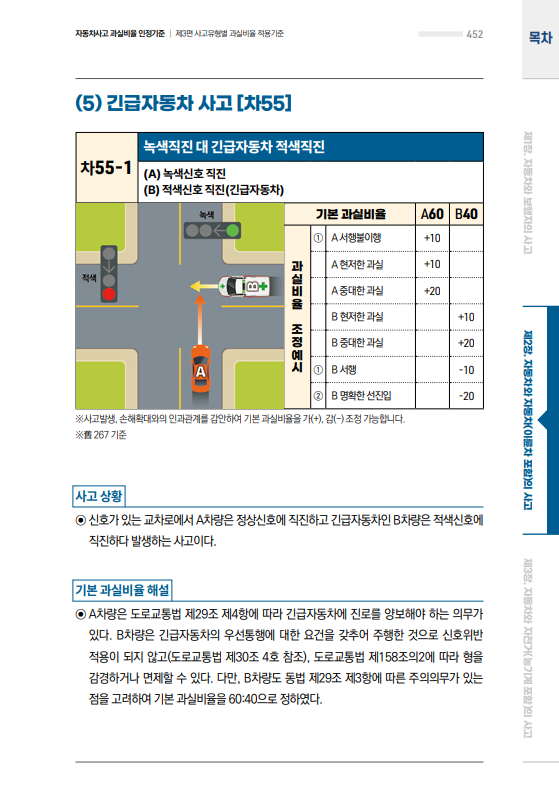 자동차사고 과실비율 인정기준 | 제3편 사고유형별 과실비율 적용기준
452
목차
(5) 긴급자동차 사고 [차55]
차55-1
녹색직진 대 긴급자동차 적색직진
(A) 녹색신호 직진
(B) 적색신호 직진(긴급자동차)
녹색
적색
A
B
기본 과실비율 A60 B40
과실비율 조정예시
① A 서행불이행 +10
A 현저한 과실 +10
A 중대한 과실 +20
B 현저한 과실 +10
B 중대한 과실 +20
① B 서행 -10
② B 명확한 선진입 -20
※사고발생, 손해확대와의 인과관계를 감안하여 기본 과실비율을 가(+), 감(-) 조정 가능합니다.
※舊 267 기준
사고 상황
⊙ 신호가 있는 교차로에서 A차량은 정상신호에 직진하고 긴급자동차인 B차량은 적색신호에
직진하다 발생하는 사고이다.
기본 과실비율 해설
⊙ A차량은 도로교통법 제29조 제4항에 따라 긴급자동차에 진로를 양보해야 하는 의무가
있다. B차량은 긴급자동차의 우선통행에 대한 요건을 갖추어 주행한 것으로 신호위반
적용이 되지 않고(도로교통법 제30조 4호 참조), 도로교통법 제158조의2에 따라 형을
감경하거나 면제할 수 있다. 다만, B차량도 동법 제29조 제3항에 따른 주의의무가 있는
점을 고려하여 기본 과실비율을 60:40으로 정하였다.
제1장. 자동차와 보행자의 사고
제2장. 자동차와 자동차(이륜차 포함)의 사고
제3장. 자동차와 자전거(농기계 포함)의 사고